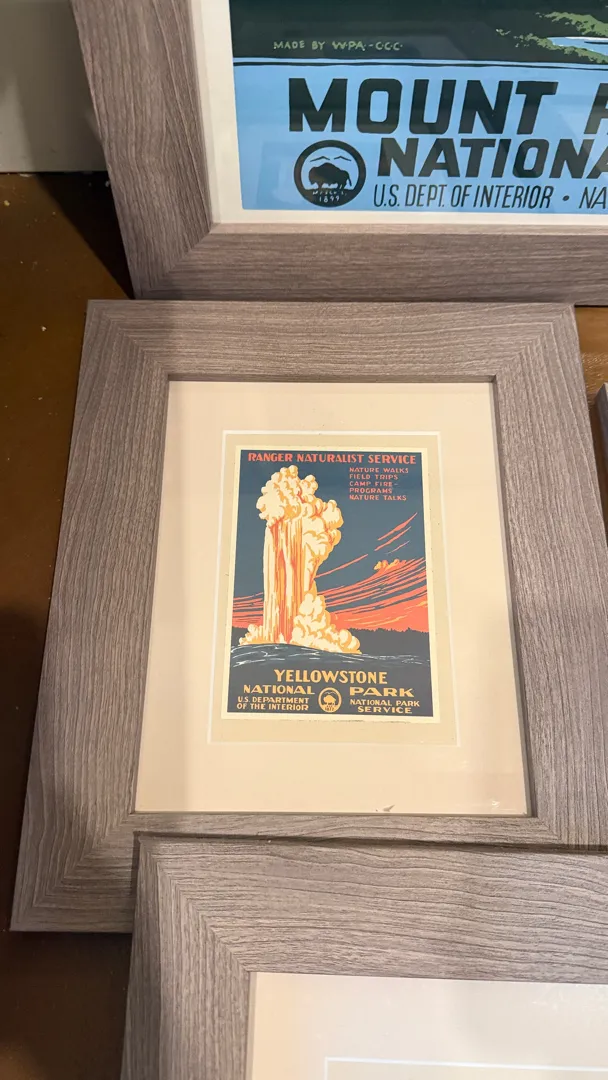 MADE BY WPA-CCC
MOUNT
NATIONA
1899
U.S. DEPT. OF INTERIOR • NA
RANGER NATURALIST SERVICE
NATURE WALKS
FIELD TRIPS
CAMP FIRE-
PROGRAMS
NATURE TALKS
YELLOWSTONE
NATIONAL PARK
U.S. DEPARTMENT
OF THE INTERIOR
NATIONAL PARK
SERVICE